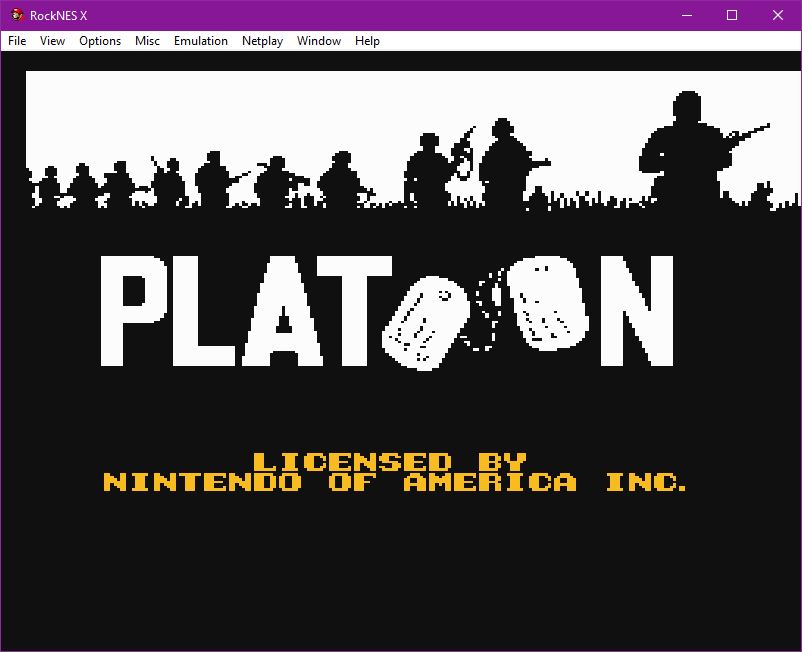 RockNES X
File View Options Misc Emulation Netplay Window Help
PLATOON
LICENSED BY
NINTENDO OF AMERICA INC.